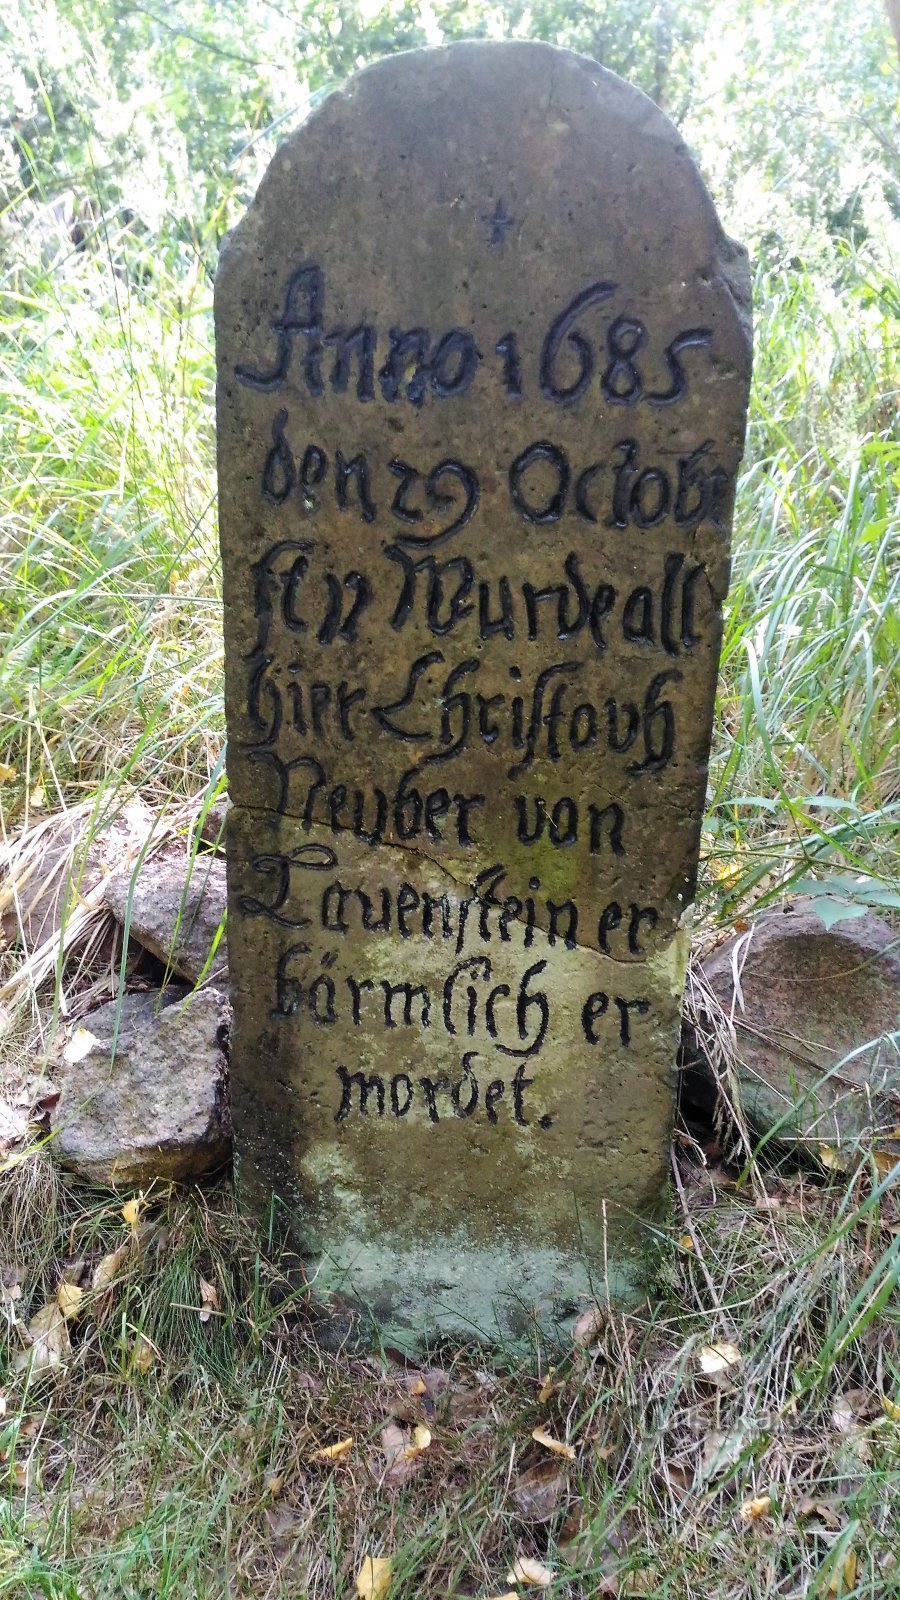 Anno 1685
den 29 Octobr
ist Wurde all
hier Christoph
Neuber von
Lauenstein er
bärmlich er
mordet.